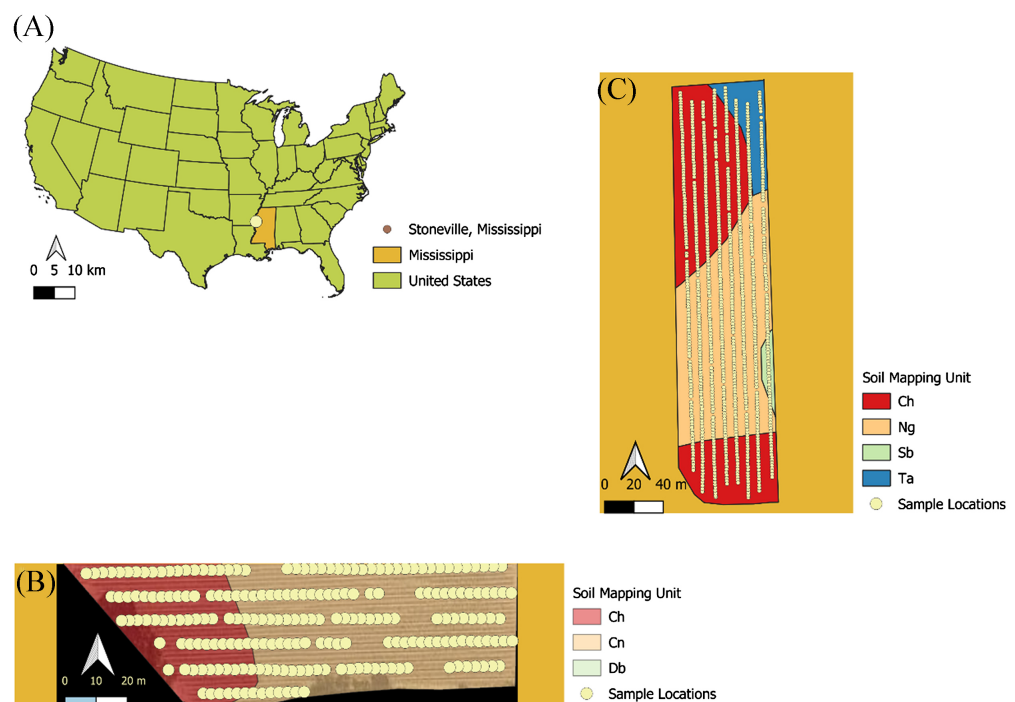 (A)
Stoneville, Mississippi
Mississippi
United States
0 5 10 km
(C)
Soil Mapping Unit
Ch
Ng
Sb
Ta
Sample Locations
0 20 40 m
(B)
Soil Mapping Unit
Ch
Cn
Db
Sample Locations
0 10 20 m